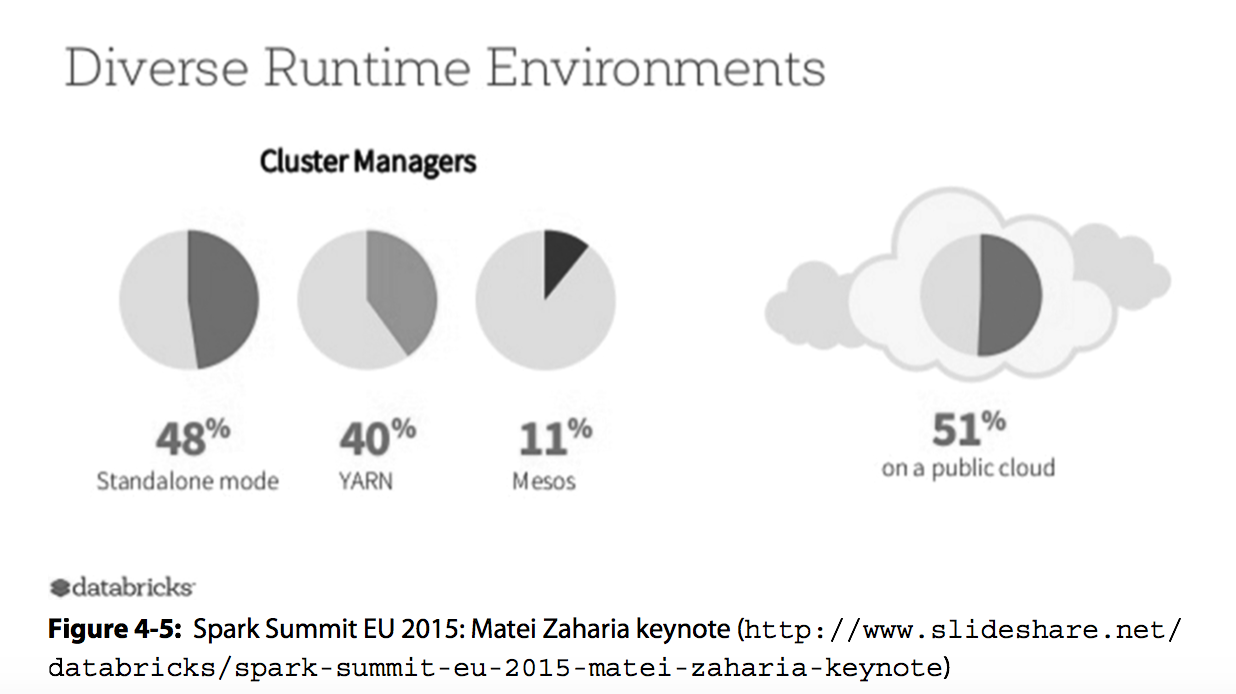 Diverse Runtime Environments
Cluster Managers
48%
Standalone mode
40%
YARN
11%
Mesos
51%
on a public cloud
databricks
Figure 4-5: Spark Summit EU 2015: Matei Zaharia keynote (http://www.slideshare.net/
databricks/spark-summit-eu-2015-matei-zaharia-keynote)